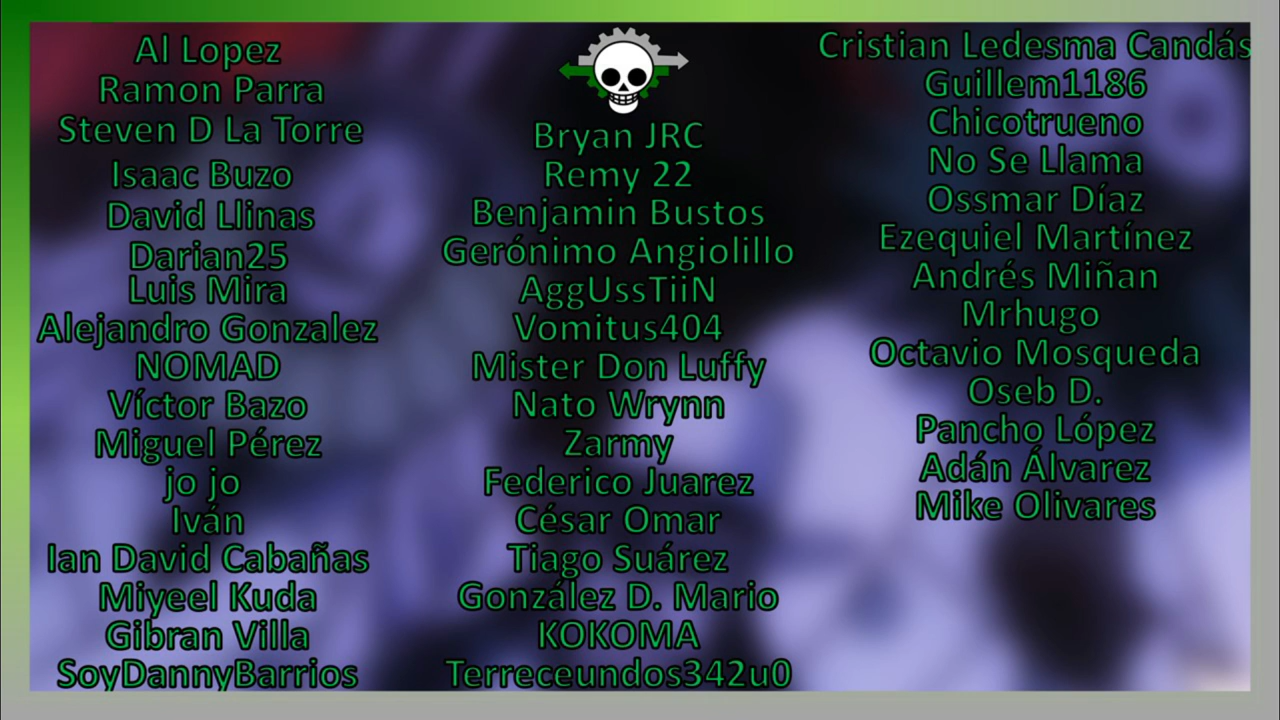 Al Lopez
Ramon Parra
Steven D La Torre
Isaac Buzo
David Llinas
Darian25
Luis Mira
Alejandro Gonzalez
NOMAD
Víctor Bazo
Miguel Pérez
jo jo
Iván
Ian David Cabañas
Miyeel Kuda
Gibran Villa
SoyDannyBarrios
Bryan JRC
Remy 22
Benjamin Bustos
Gerónimo Angiolillo
AggUssTiiN
Vomitus404
Mister Don Luffy
Nato Wrynn
Zarmy
Federico Juarez
César Omar
Tiago Suárez
González D. Mario
KOKOMA
Terreceundos342u0
Cristian Ledesma Candás
Guillem1186
Chicotrueno
No Se Llama
Ossmar Díaz
Ezequiel Martínez
Andrés Miñan
Mrhugo
Octavio Mosqueda
Oseb D.
Pancho López
Adán Álvarez
Mike Olivares